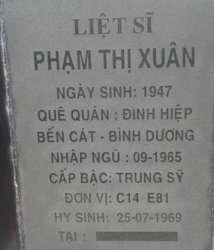 LIỆT SĨ
PHẠM THỊ XUÂN
NGÀY SINH: 1947
QUÊ QUÁN : ĐINH HIỆP
BẾN CÁT - BÌNH DƯƠNG
NHẬP NGŨ : 09-1965
CẤP BẬC: TRUNG SỸ
ĐƠN VỊ: C14 E81
HY SINH: 25-07-1969
TẠI :